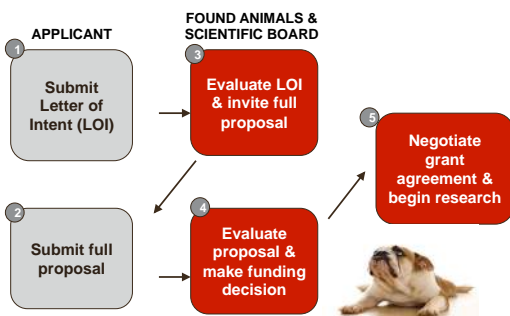 APPLICANT
FOUND ANIMALS &
SCIENTIFIC BOARD
1
Submit
Letter of
Intent (LOI)
3
Evaluate LOI
& invite full
proposal
5
Negotiate
grant
agreement &
begin research
2
Submit full
proposal
4
Evaluate
proposal &
make funding
decision